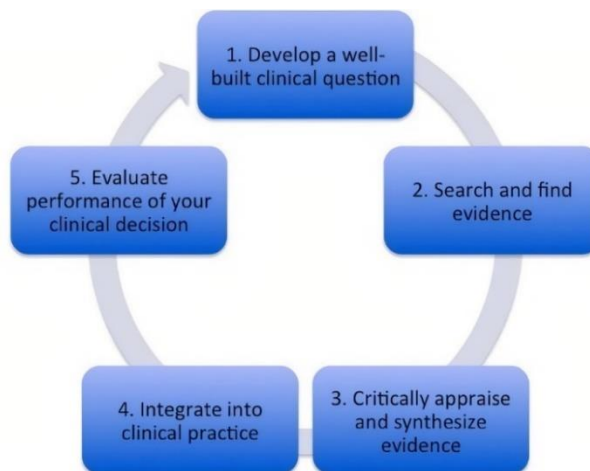 1. Develop a well-
built clinical question
2. Search and find
evidence
3. Critically appraise
and synthesize
evidence
4. Integrate into
clinical practice
5. Evaluate
performance of your
clinical decision